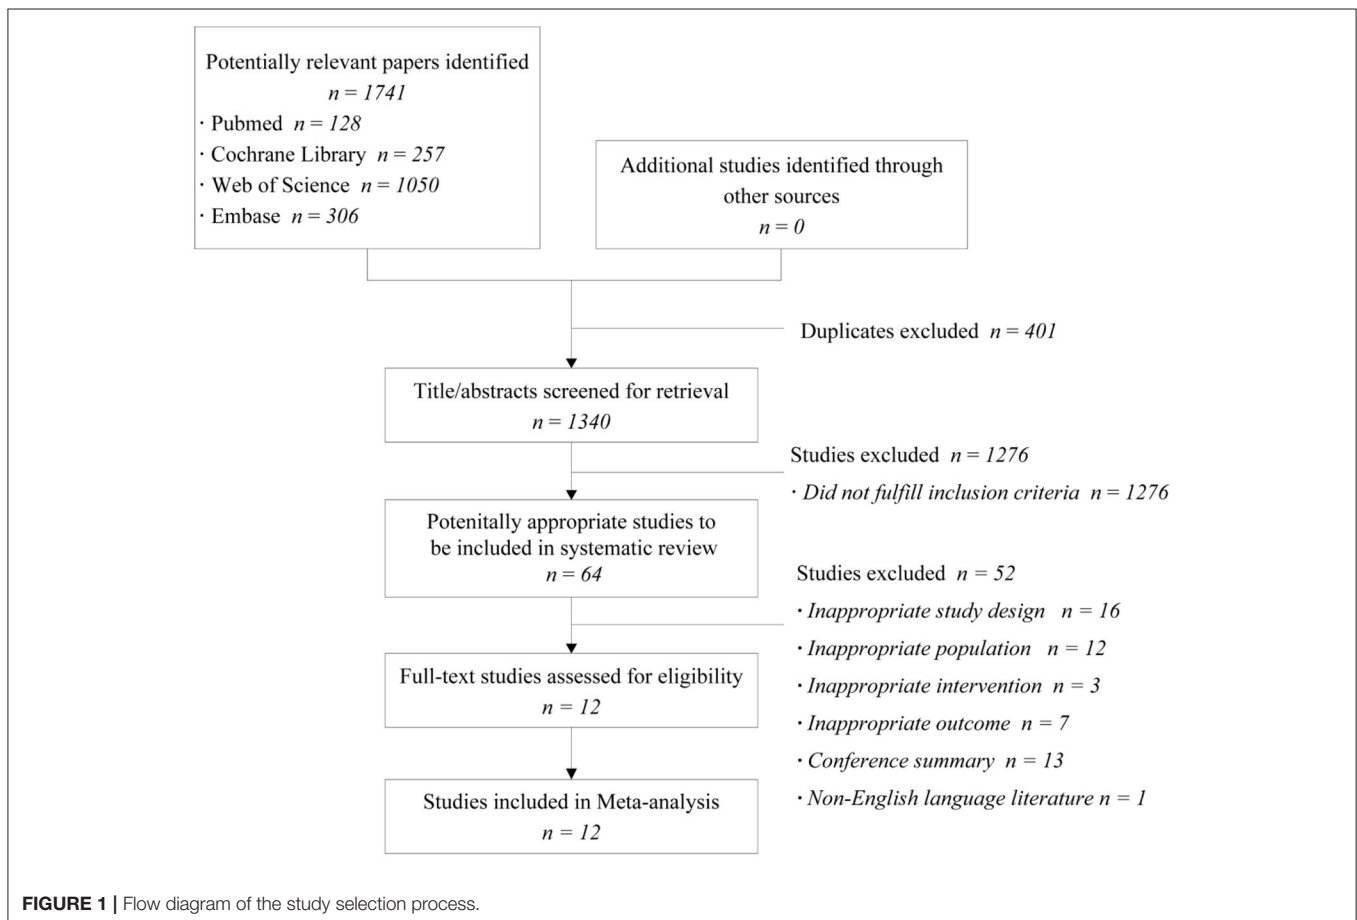 Potentially relevant papers identified
n = 1741
· Pubmed n = 128
· Cochrane Library n = 257
· Web of Science n = 1050
· Embase n = 306
Additional studies identified through
other sources
n = 0
Duplicates excluded n = 401
Title/abstracts screened for retrieval
n = 1340
Studies excluded n = 1276
· Did not fulfill inclusion criteria n = 1276
Potenitally appropriate studies to
be included in systematic review
n = 64
Studies excluded n = 52
· Inappropriate study design n = 16
· Inappropriate population n = 12
· Inappropriate intervention n = 3
· Inappropriate outcome n = 7
· Conference summary n = 13
· Non-English language literature n = 1
Full-text studies assessed for eligibility
n = 12
Studies included in Meta-analysis
n = 12
FIGURE 1 | Flow diagram of the study selection process.